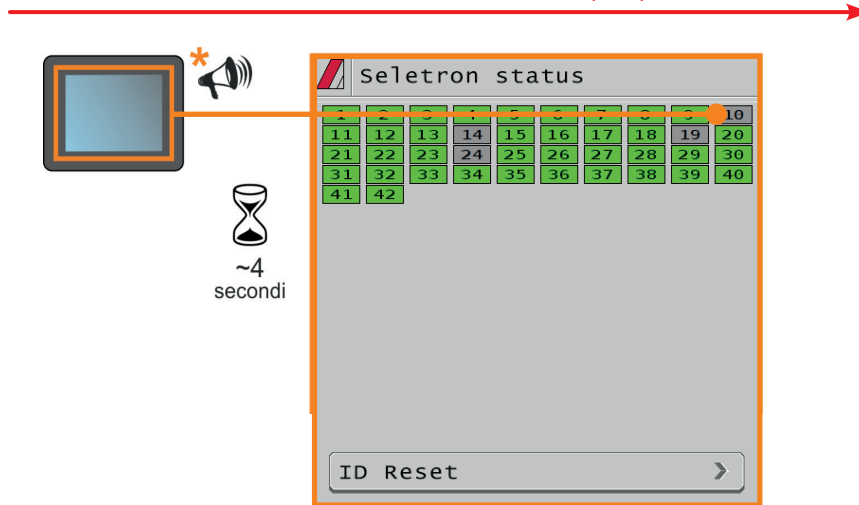 *
Seletron status
1 2 3 4 5 6 7 8 9 10
11 12 13 14 15 16 17 18 19 20
21 22 23 24 25 26 27 28 29 30
31 32 33 34 35 36 37 38 39 40
41 42
~4
secondi
ID Reset